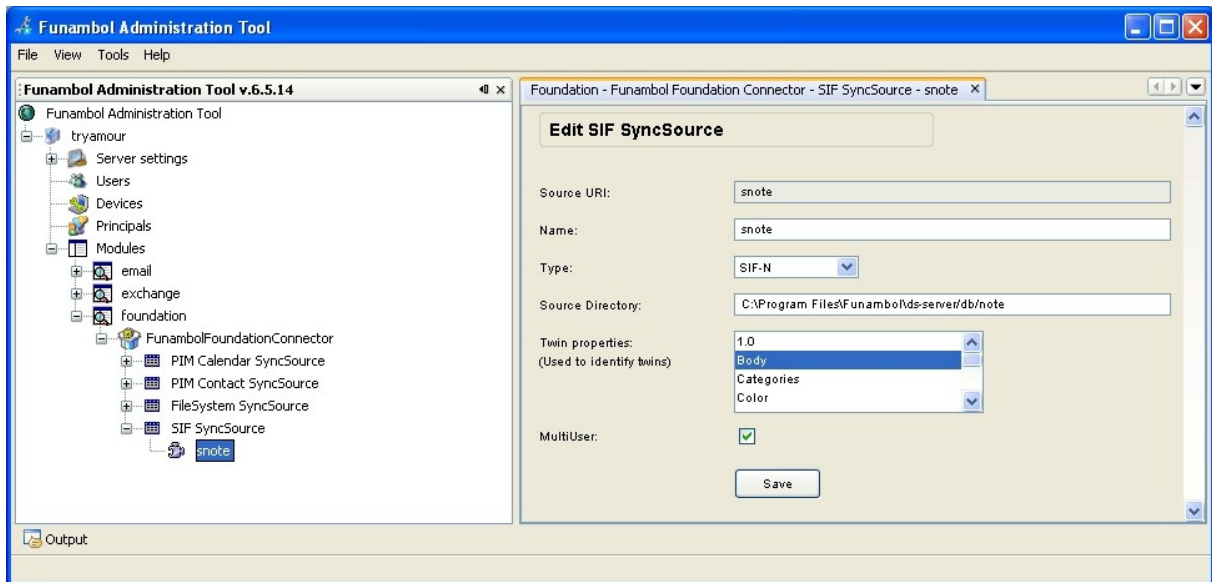 Funambol Administration Tool
File View Tools Help
Funambol Administration Tool v.6.5.14
Funambol Administration Tool
tryamour
Server settings
Users
Devices
Principals
Modules
email
exchange
foundation
FunambolFoundationConnector
PIM Calendar SyncSource
PIM Contact SyncSource
FileSystem SyncSource
SIF SyncSource
snote
Foundation - Funambol Foundation Connector - SIF SyncSource - snote
Edit SIF SyncSource
Source URI: snote
Name: snote
Type: SIF-N
Source Directory: C:\Program Files\Funambol\ds-server/db/note
Twin properties:
(Used to identify twins)
1.0
Body
Categories
Color
MultiUser:
Save
Output